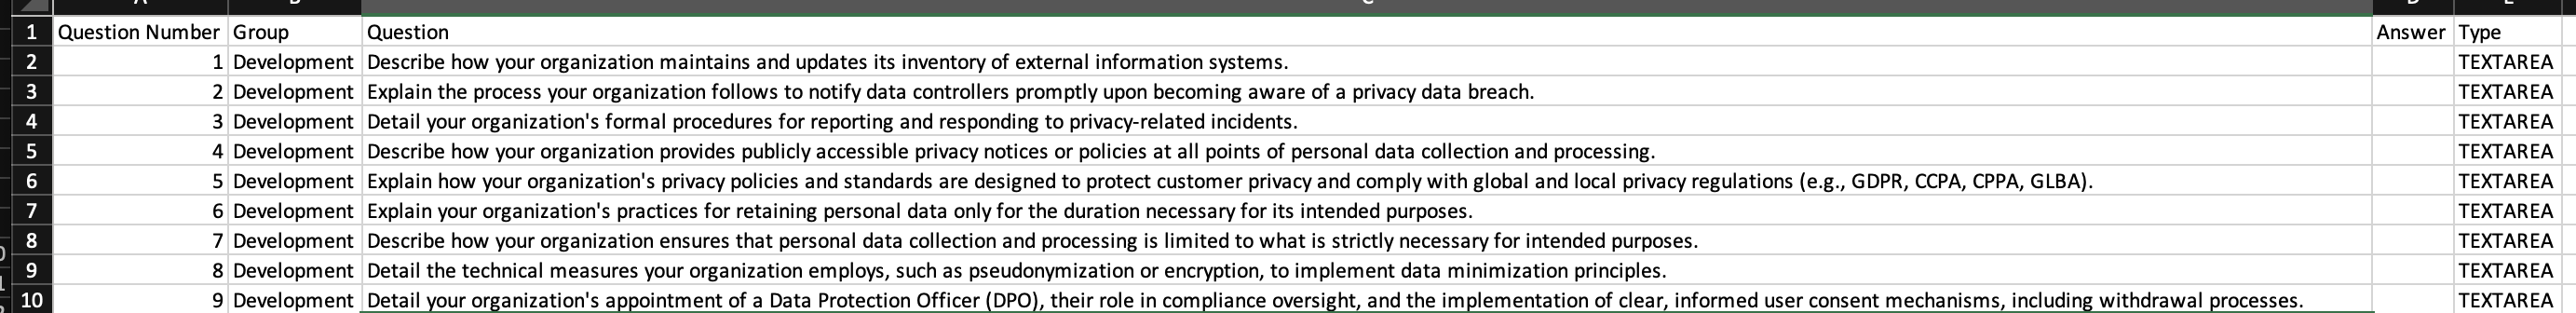 1 Question Number Group Question Answer Type
2 1 Development Describe how your organization maintains and updates its inventory of external information systems. TEXTAREA
3 2 Development Explain the process your organization follows to notify data controllers promptly upon becoming aware of a privacy data breach. TEXTAREA
4 3 Development Detail your organization's formal procedures for reporting and responding to privacy-related incidents. TEXTAREA
5 4 Development Describe how your organization provides publicly accessible privacy notices or policies at all points of personal data collection and processing. TEXTAREA
6 5 Development Explain how your organization's privacy policies and standards are designed to protect customer privacy and comply with global and local privacy regulations (e.g., GDPR, CCPA, CPPA, GLBA). TEXTAREA
7 6 Development Explain your organization's practices for retaining personal data only for the duration necessary for its intended purposes. TEXTAREA
8 7 Development Describe how your organization ensures that personal data collection and processing is limited to what is strictly necessary for intended purposes. TEXTAREA
9 8 Development Detail the technical measures your organization employs, such as pseudonymization or encryption, to implement data minimization principles. TEXTAREA
10 9 Development Detail your organization's appointment of a Data Protection Officer (DPO), their role in compliance oversight, and the implementation of clear, informed user consent mechanisms, including withdrawal processes. TEXTAREA